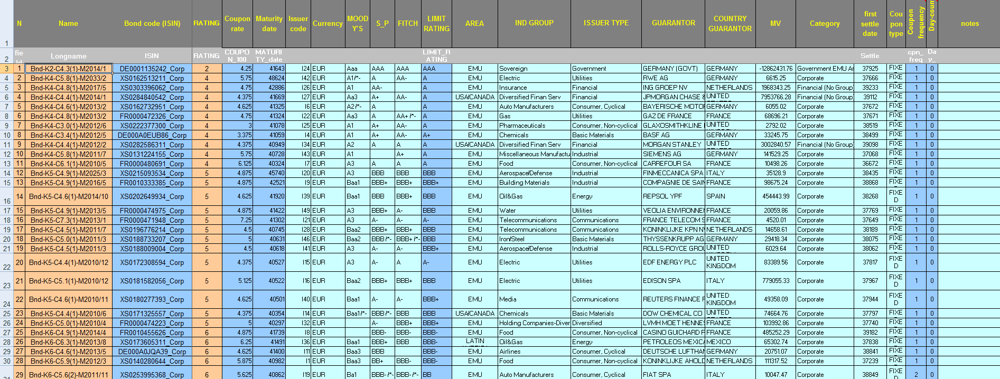 N Name Bond code (ISIN) RATING Coupon rate Maturity date Issuer code Currency MOODY'S S_P FITCH LIMIT RATING AREA IND GROUP ISSUER TYPE GUARANTOR COUNTRY GUARANTOR MV Category first settle date Coupon type Coupon frequency Day-coun notes
1
2 fie Longname ISIN RATING COUPON_100 MATURITY_date LIMIT_RATING Settle cpn_freq Da y_
3 1 Bnd-K2-C4.3(1)-M2014/1 DE0001135242_Corp 2 4.25 41643 I24 EUR Aaa AAA AAA AAA EMU Sovereign Government GERMANY (GOVT) GERMANY -12862431.76 Government EMU Ar 37925 FIXE 1 0
4 2 Bnd-K4-C5.8(1)-M2033/2 XS0162513211_Corp 4 5.75 48624 I42 EUR A1/*- A AA- A EMU Electric Utilities RWE AG GERMANY 6615.25 Corporate 37666 FIXE 1 0
5 3 Bnd-K4-C4.8(1)-M2017/5 XS0303396062_Corp 4 4.75 42886 I26 EUR A1 AA- A EMU Insurance Financial ING GROEP NV NETHERLANDS 1968343.25 Financial (No Group) 39233 FIXE 1 0
6 4 Bnd-K4-C4.4(1)-M2014/1 XS0284840542_Corp 4 4.375 41669 I27 EUR Aa3 A+ AA- A USA/CANADA Diversified Finan Serv Financial JPMORGAN CHASE & UNITED 7953766.28 Financial (No Group) 39112 FIXE 1 0
7 5 Bnd-K4-C4.6(1)-M2013/2 XS0162732951_Corp 4 4.625 41325 I6 EUR A2 /*- A A EMU Auto Manufacturers Consumer, Cyclical BAYERISCHE MOTOR GERMANY 6055.02 Corporate 37672 FIXE 1 0
8 6 Bnd-K4-C4.8(1)-M2013/2 FR0000472326_Corp 4 4.75 41324 I22 EUR Aa3 A AA+ /*- A EMU Gas Utilities GAZ DE FRANCE FRANCE 68696.21 Corporate 37671 FIXE 1 0
9 7 Bnd-K4-C3.0(1)-M2012/6 XS0222377300_Corp 4 3 41078 I25 EUR A1 A+ AA- A EMU Pharmaceuticals Consumer, Non-cyclical GLAXOSMITHKLINE UNITED 2792.02 Corporate 38519 FIXE 1 0
10 8 Bnd-K4-C3.4(1)-M2012/5 DE000A0EUB86_Corp 4 3.375 41059 I4 EUR A1 A+ AA- A+ EMU Chemicals Basic Materials BASF AG GERMANY 33245.75 Corporate 38499 FIXE 1 0
11 9 Bnd-K4-C4.4(1)-M2012/2 XS0282586311_Corp 4 4.375 40949 I34 EUR A2 A A A USA/CANADA Diversified Finan Serv Financial MORGAN STANLEY UNITED 3002840.57 Financial (No Group) 39098 FIXE 1 0
12 10 Bnd-K4-C5.8(1)-M2011/7 XS0131224155_Corp 4 5.75 40728 I43 EUR A1 A+ A EMU Miscellaneous Manufactu Industrial SIEMENS AG GERMANY 141529.25 Corporate 37068 FIXE 1 0
13 11 Bnd-K4-C6.1(1)-M2010/5 FR0000480691_Corp 4 6.125 40324 I7 EUR A3 A A A EMU Food Consumer, Non-cyclical CARREFOUR SA FRANCE 10498.26 Corporate 36672 FIXE 1 0
14 12 Bnd-K5-C4.9(1)-M2025/3 XS0215093534_Corp 5 4.875 45740 I20 EUR A3 BBB BBB BBB EMU Aerospace/Defense Industrial FINMECCANICA SPA ITALY 35128.9 Corporate 38435 FIXE 1 0
15 13 Bnd-K5-C4.9(1)-M2016/5 FR0010333385_Corp 5 4.875 42521 I9 EUR Baa1 BBB+ BBB+ BBB+ EMU Building Materials Industrial COMPAGNIE DE SAIN FRANCE 98675.24 Corporate 38868 FIXE 1 0
16 14 Bnd-K5-C4.6(1)-M2014/10 XS0202649934_Corp 5 4.625 41920 I39 EUR Baa1 BBB BBB+ BBB EMU Oil&Gas Energy REPSOL YPF SPAIN 454443.99 Corporate 38268 FIXED 1 0
17 15 Bnd-K5-C4.9(1)-M2013/5 FR0000474975_Corp 5 4.875 41422 I49 EUR A3 BBB+ A- BBB EMU Water Utilities VEOLIA ENVIRONNE FRANCE 20059.86 Corporate 37769 FIXE 1 0
18 16 Bnd-K5-C7.3(1)-M2013/1 FR0000471948_Corp 5 7.25 41302 I21 EUR A3 A- A- A- EMU Telecommunications Communications FRANCE TELECOM S FRANCE 4520.01 Corporate 37649 FIXE 1 0
19 17 Bnd-K5-C4.5(1)-M2011/7 XS0196776214_Corp 5 4.5 40745 I28 EUR Baa2 BBB+ BBB+ BBB EMU Telecommunications Communications KONINKLIJKE KPN NV NETHERLANDS 14658.61 Corporate 38189 FIXE 1 0
20 18 Bnd-K5-C5.0(1)-M2011/3 XS0188733207_Corp 5 5 40631 I46 EUR Baa2 BBB /*- BBB+ /*- BBB EMU Iron/Steel Basic Materials THYSSENKRUPP AG GERMANY 29418.34 Corporate 38075 FIXE 1 0
21 19 Bnd-K5-C4.5(1)-M2011/3 XS0188009004_Corp 5 4.5 40618 I41 EUR A3 A- A- BBB+ EMU Aerospace/Defense Industrial ROLLS-ROYCE GROU UNITED 6029.64 Corporate 38062 FIXE 1 0
22 20 Bnd-K5-C4.4(1)-M2010/12 XS0172308594_Corp 5 4.375 40527 I15 EUR A3 A- A A- EMU Electric Utilities EDF ENERGY PLC UNITED KINGDOM 83389.56 Corporate 37817 FIXED 1 0
23 21 Bnd-K5-C5.1(1)-M2010/12 XS0181582056_Corp 5 5.125 40522 I16 EUR Baa2 BBB+ BBB+ BBB EMU Electric Utilities EDISON SPA ITALY 779055.33 Corporate 37967 FIXED 1 0
24 22 Bnd-K5-C4.6(1)-M2010/11 XS0180277393_Corp 5 4.625 40501 I40 EUR Baa1 A- A- BBB+ EMU Media Communications REUTERS FINANCE P UNITED KINGDOM 49358.09 Corporate 37944 FIXED 1 0
25 23 Bnd-K5-C4.4(1)-M2010/6 XS0171325557_Corp 5 4.375 40354 I14 EUR Baa1/*- BBB /*- BBB BBB USA/CANADA Chemicals Basic Materials DOW CHEMICAL CO UNITED 74664.76 Corporate 37797 FIXE 1 0
26 24 Bnd-K5-C5.0(1)-M2010/4 FR0000474223_Corp 5 5 40297 I32 EUR A- BBB+ BBB+ EMU Holding Companies-Diver Diversified LVMH MOET HENNES FRANCE 103992.86 Corporate 37740 FIXE 1 0
27 25 Bnd-K6-C4.9(1)-M2014/4 FR0010455626_Corp 6 4.875 41739 I8 EUR BBB- BBB- BBB- EMU Food Consumer, Non-cyclical CASINO GUICHARD P FRANCE 485252.29 Corporate 39182 FIXE 1 0
28 26 Bnd-K6-C6.3(1)-M2013/8 XS0173605311_Corp 6 6.25 41491 I36 EUR Baa1 BBB+ BBB BBB- LATIN Oil&Gas Energy PETROLEOS MEXICA MEXICO 65302.74 Corporate 37838 FIXE 1 0
29 27 Bnd-K6-C4.6(1)-M2013/5 DE000A0JQA39_Corp 6 4.625 41400 I11 EUR Baa3 BBB BBB- EMU Airlines Consumer, Cyclical DEUTSCHE LUFTHAN GERMANY 20751.07 Corporate 38841 FIXE 1 0
30 28 Bnd-K6-C5.9(1)-M2012/3 XS0140280644_Corp 6 5.875 40982 I1 EUR Baa3 BB+ BBB- BBB- EMU Food Consumer, Non-cyclical KONINKLIJKE AHOLD NETHERLANDS 111317.52 Corporate 37239 FIXE 1 0
29 Bnd-K6-C5.6(2)-M2011/11 XS0253995368_Corp 6 5.625 40862 I19 EUR Ba1 BBB- /*- BBB- /*- BB EMU Auto Manufacturers Consumer, Cyclical FIAT SPA ITALY 10047.47 Corporate 38849 FIXED 2 0